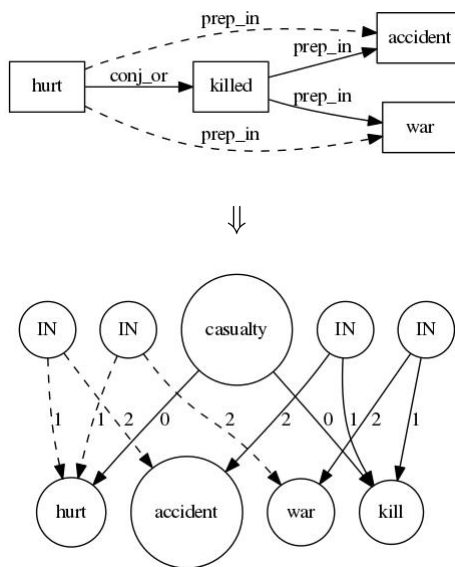 prep_in
accident
prep_in
conj_or
hurt
killed
prep_in
war
prep_in
⇓
IN IN casualty IN IN
1 1 2 0 2 2 0 1 2 1
hurt accident war kill